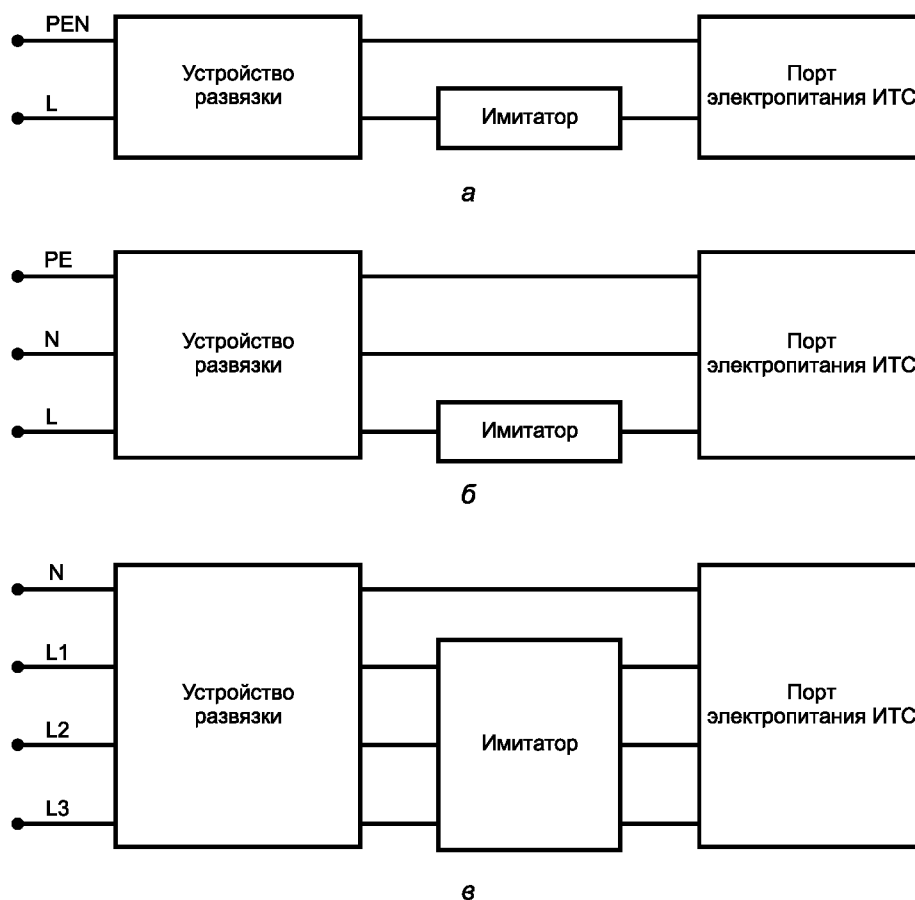 PEN
Устройство
развязки
L
Имитатор
Порт
электропитания ИТС
а
PE
N
Устройство
развязки
L
Имитатор
Порт
электропитания ИТС
б
N
L1
Устройство
развязки
L2
L3
Имитатор
Порт
электропитания ИТС
в